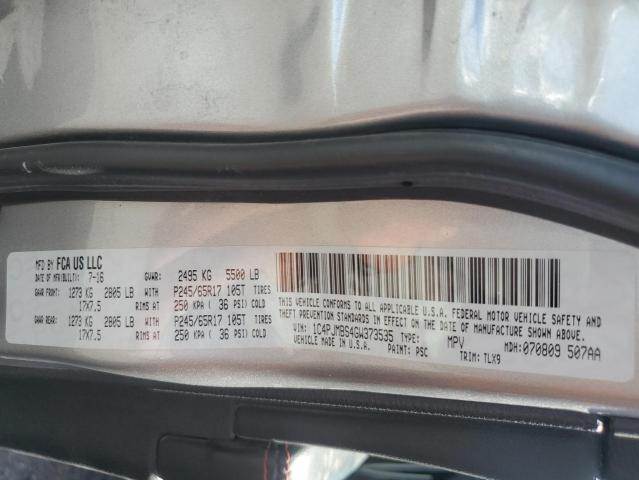 MFD BY FCA US LLC
DATE OF MFR(BUILT): 7-16 GVWR: 2495 KG 5500 LB
GAWR FRONT: 1273 KG 2805 LB WITH P245/65R17 105T TIRES
17X7.5 RIMS AT 250 KPA ( 36 PSI) COLD
GAWR REAR: 1273 KG 2805 LB WITH P245/65R17 105T TIRES
17X7.5 RIMS AT 250 KPA ( 36 PSI) COLD
THIS VEHICLE CONFORMS TO ALL APPLICABLE U.S.A. FEDERAL MOTOR VEHICLE SAFETY AND
THEFT PREVENTION STANDARDS IN EFFECT ON THE DATE OF MANUFACTURE SHOWN ABOVE.
VIN: 1C4PJMBS4GW373535 TYPE: MPV MDH: 070809 507AA
VEHICLE MADE IN U.S.A. PAINT: PSC TRIM: TLX9